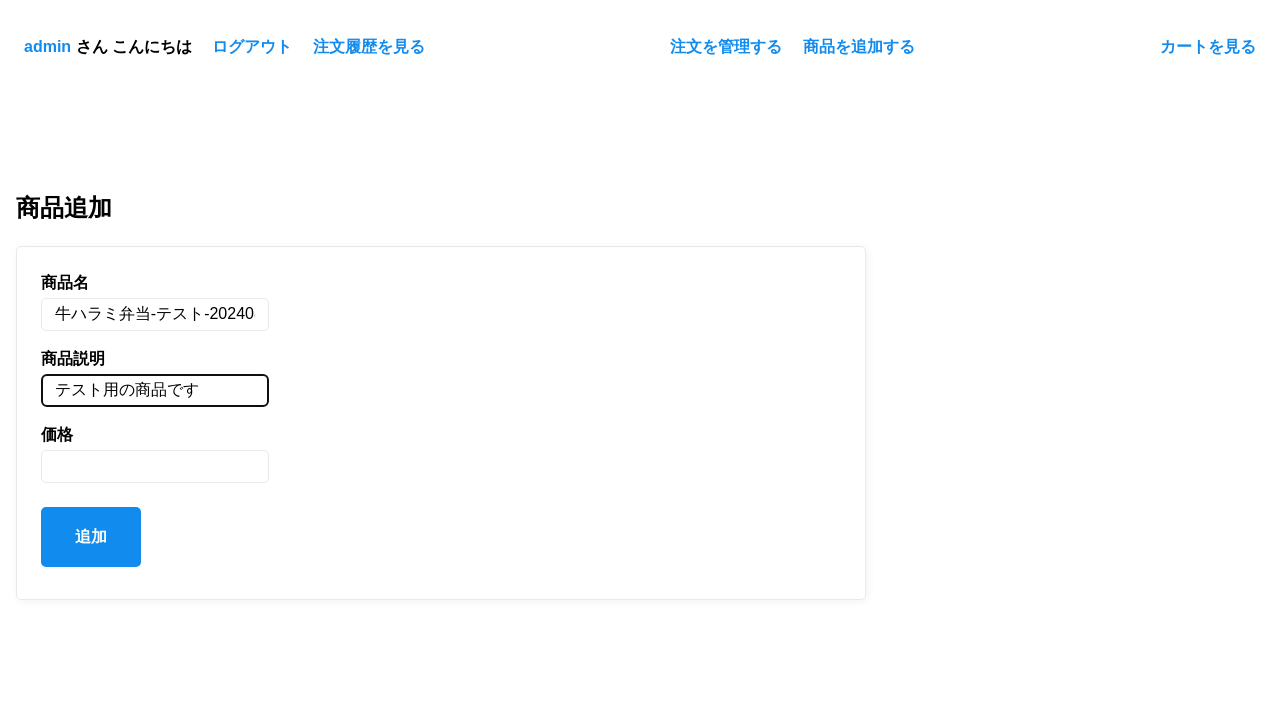 admin さん こんにちは ログアウト 注文履歴を見る 注文を管理する 商品を追加する カートを見る
商品追加
商品名
牛ハラミ弁当-テスト-20240
商品説明
テスト用の商品です
価格
追加